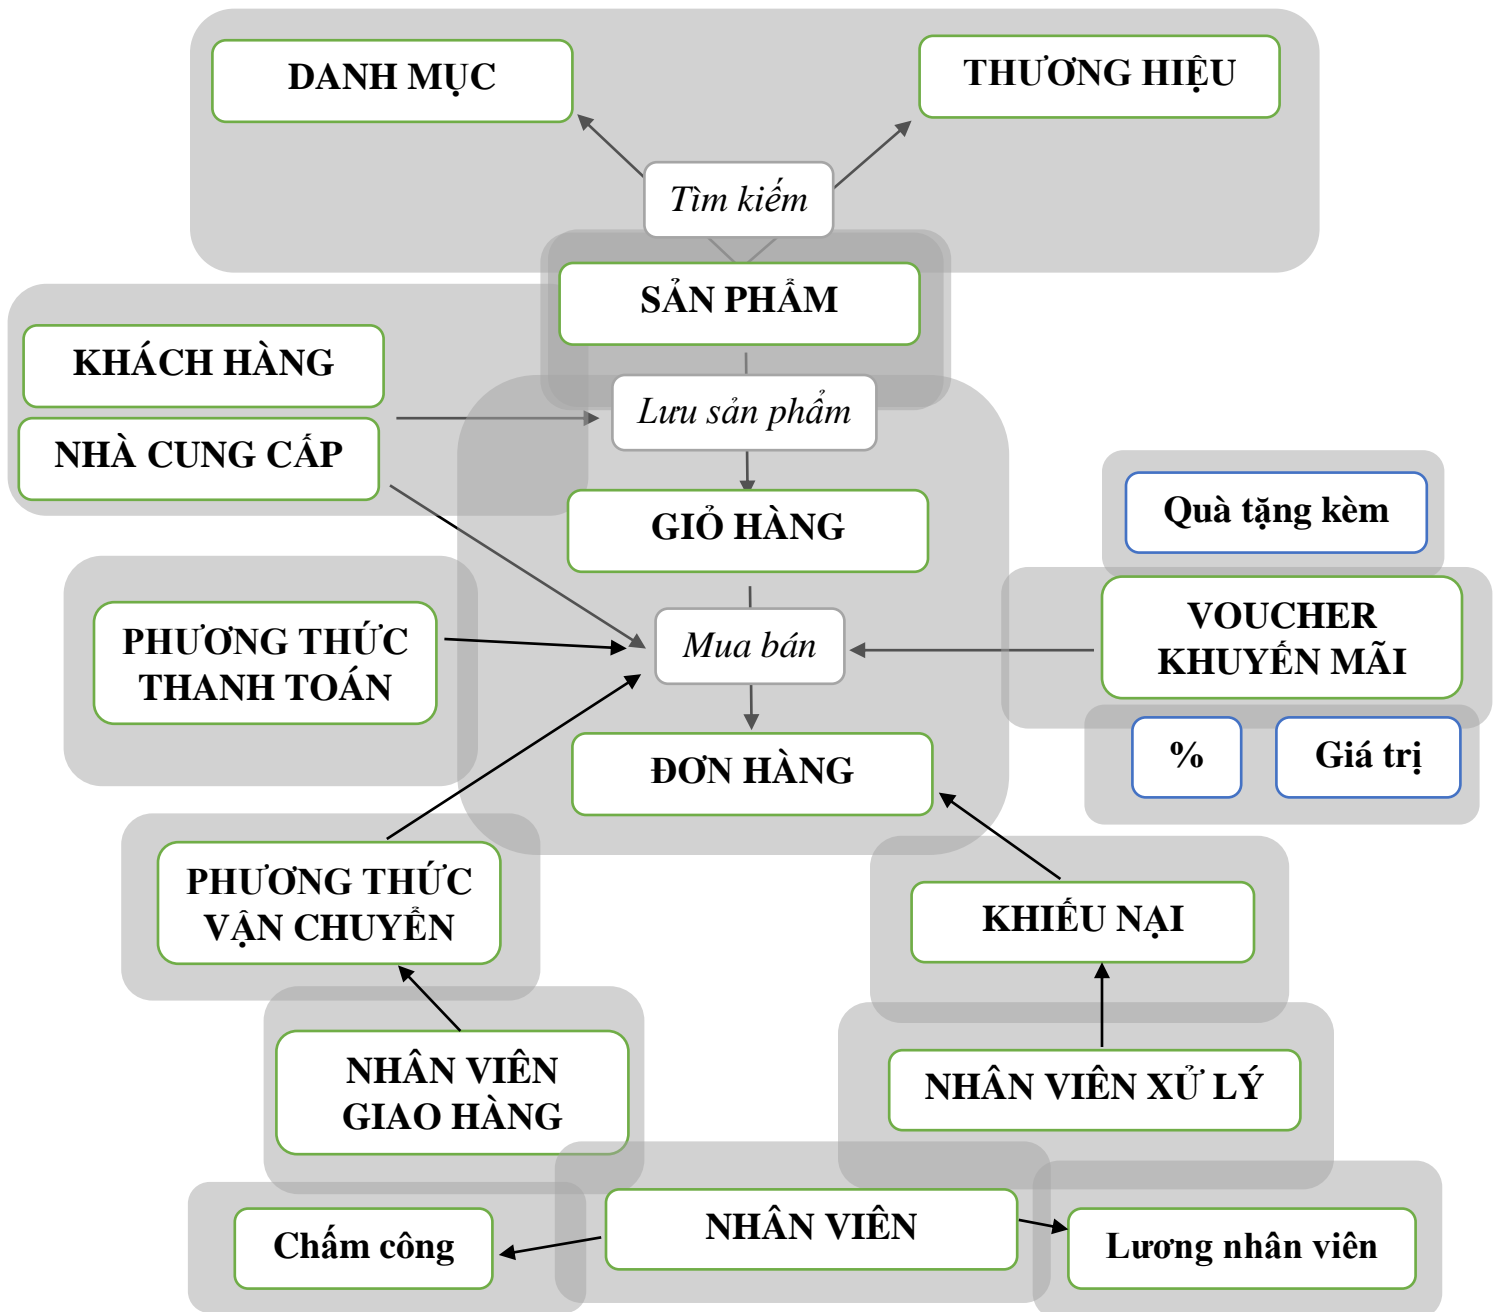 DANH MỤC
THƯƠNG HIỆU
Tìm kiếm
SẢN PHẨM
KHÁCH HÀNG
Lưu sản phẩm
NHÀ CUNG CẤP
GIỎ HÀNG
Quà tặng kèm
PHƯƠNG THỨC
THANH TOÁN
Mua bán
VOUCHER
KHUYẾN MÃI
ĐƠN HÀNG
%
Giá trị
PHƯƠNG THỨC
VẬN CHUYỂN
KHIẾU NẠI
NHÂN VIÊN
GIAO HÀNG
NHÂN VIÊN XỬ LÝ
Chấm công
NHÂN VIÊN
Lương nhân viên